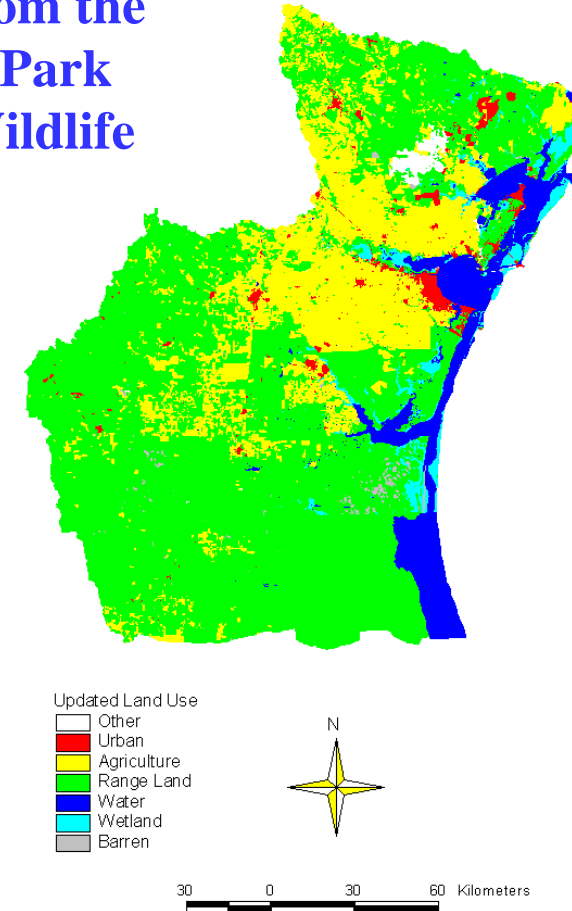 om the
Park
ildlife
Updated Land Use
Other
Urban
Agriculture
Range Land
Water
Wetland
Barren
N
30 0 30 60 Kilometers